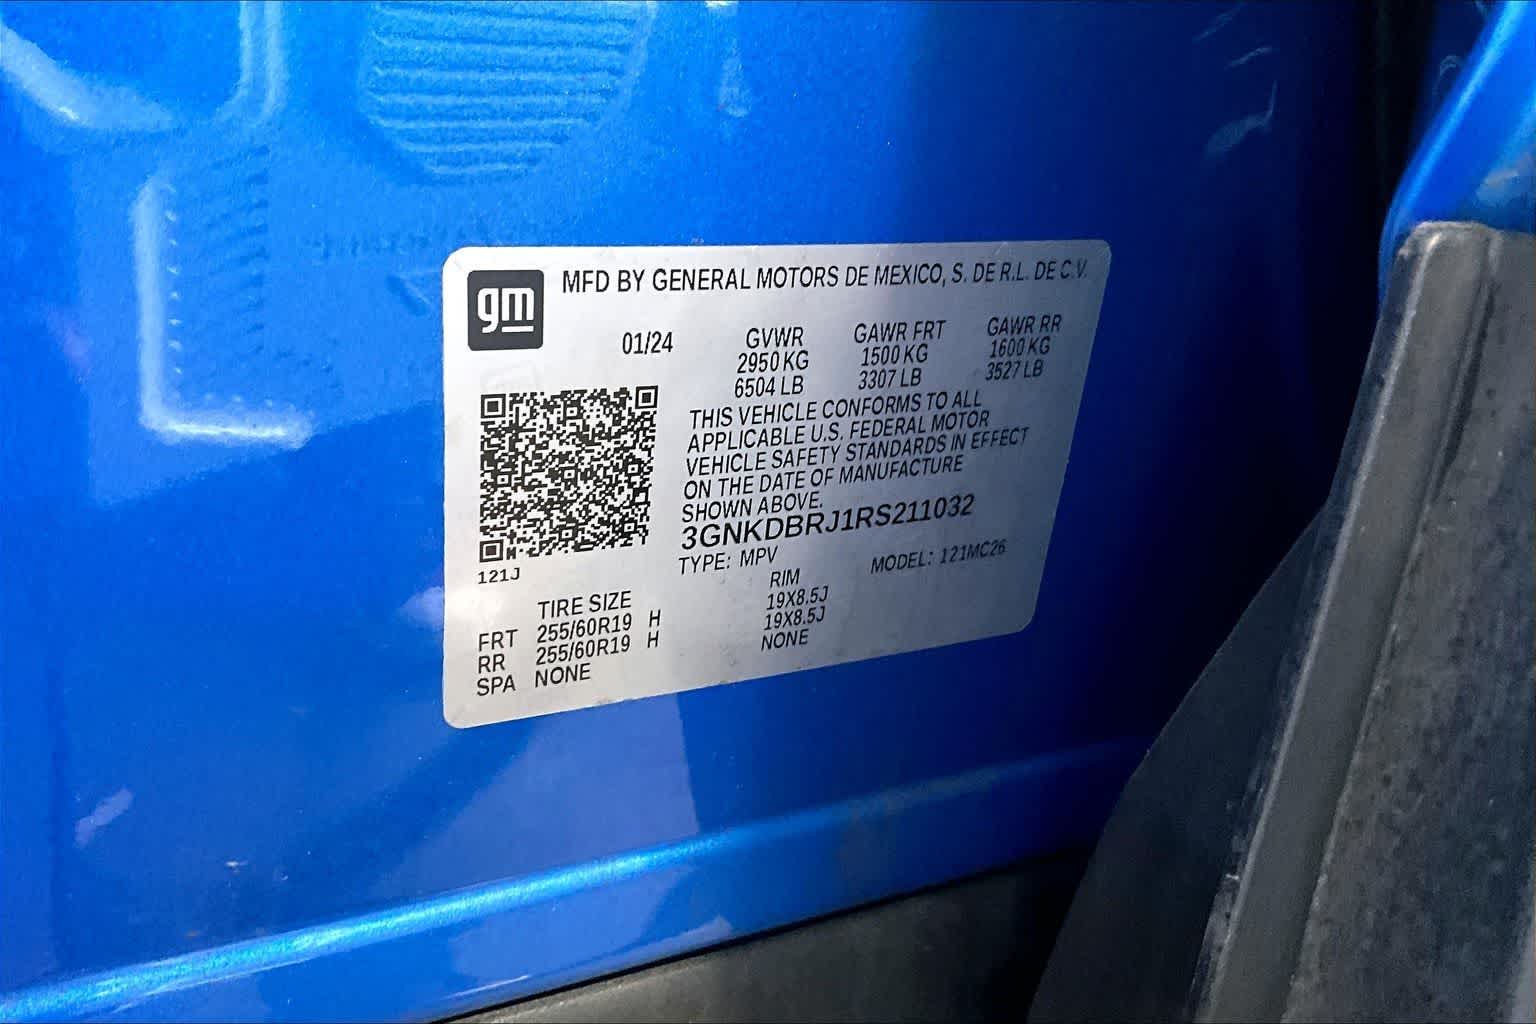 gm
MFD BY GENERAL MOTORS DE MEXICO, S. DE R.L. DE C.V.
01/24
GVWR GAWR FRT GAWR RR
2950 KG 1500 KG 1600 KG
6504 LB 3307 LB 3527 LB
THIS VEHICLE CONFORMS TO ALL
APPLICABLE U.S. FEDERAL MOTOR
VEHICLE SAFETY STANDARDS IN EFFECT
ON THE DATE OF MANUFACTURE
SHOWN ABOVE.
3GNKDBRJ1RS211032
TYPE: MPV MODEL: 121MC26
121J
TIRE SIZE RIM
FRT 255/60R19 H 19X8.5J
RR 255/60R19 H 19X8.5J
SPA NONE NONE